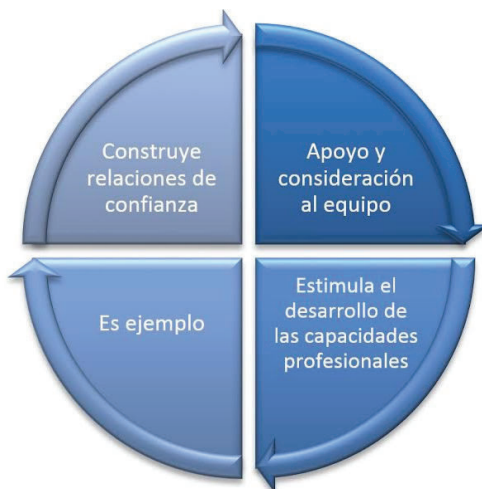 Construye
relaciones de
confianza
Apoyo y
consideración
al equipo
Es ejemplo
Estimula el
desarrollo de
las capacidades
profesionales